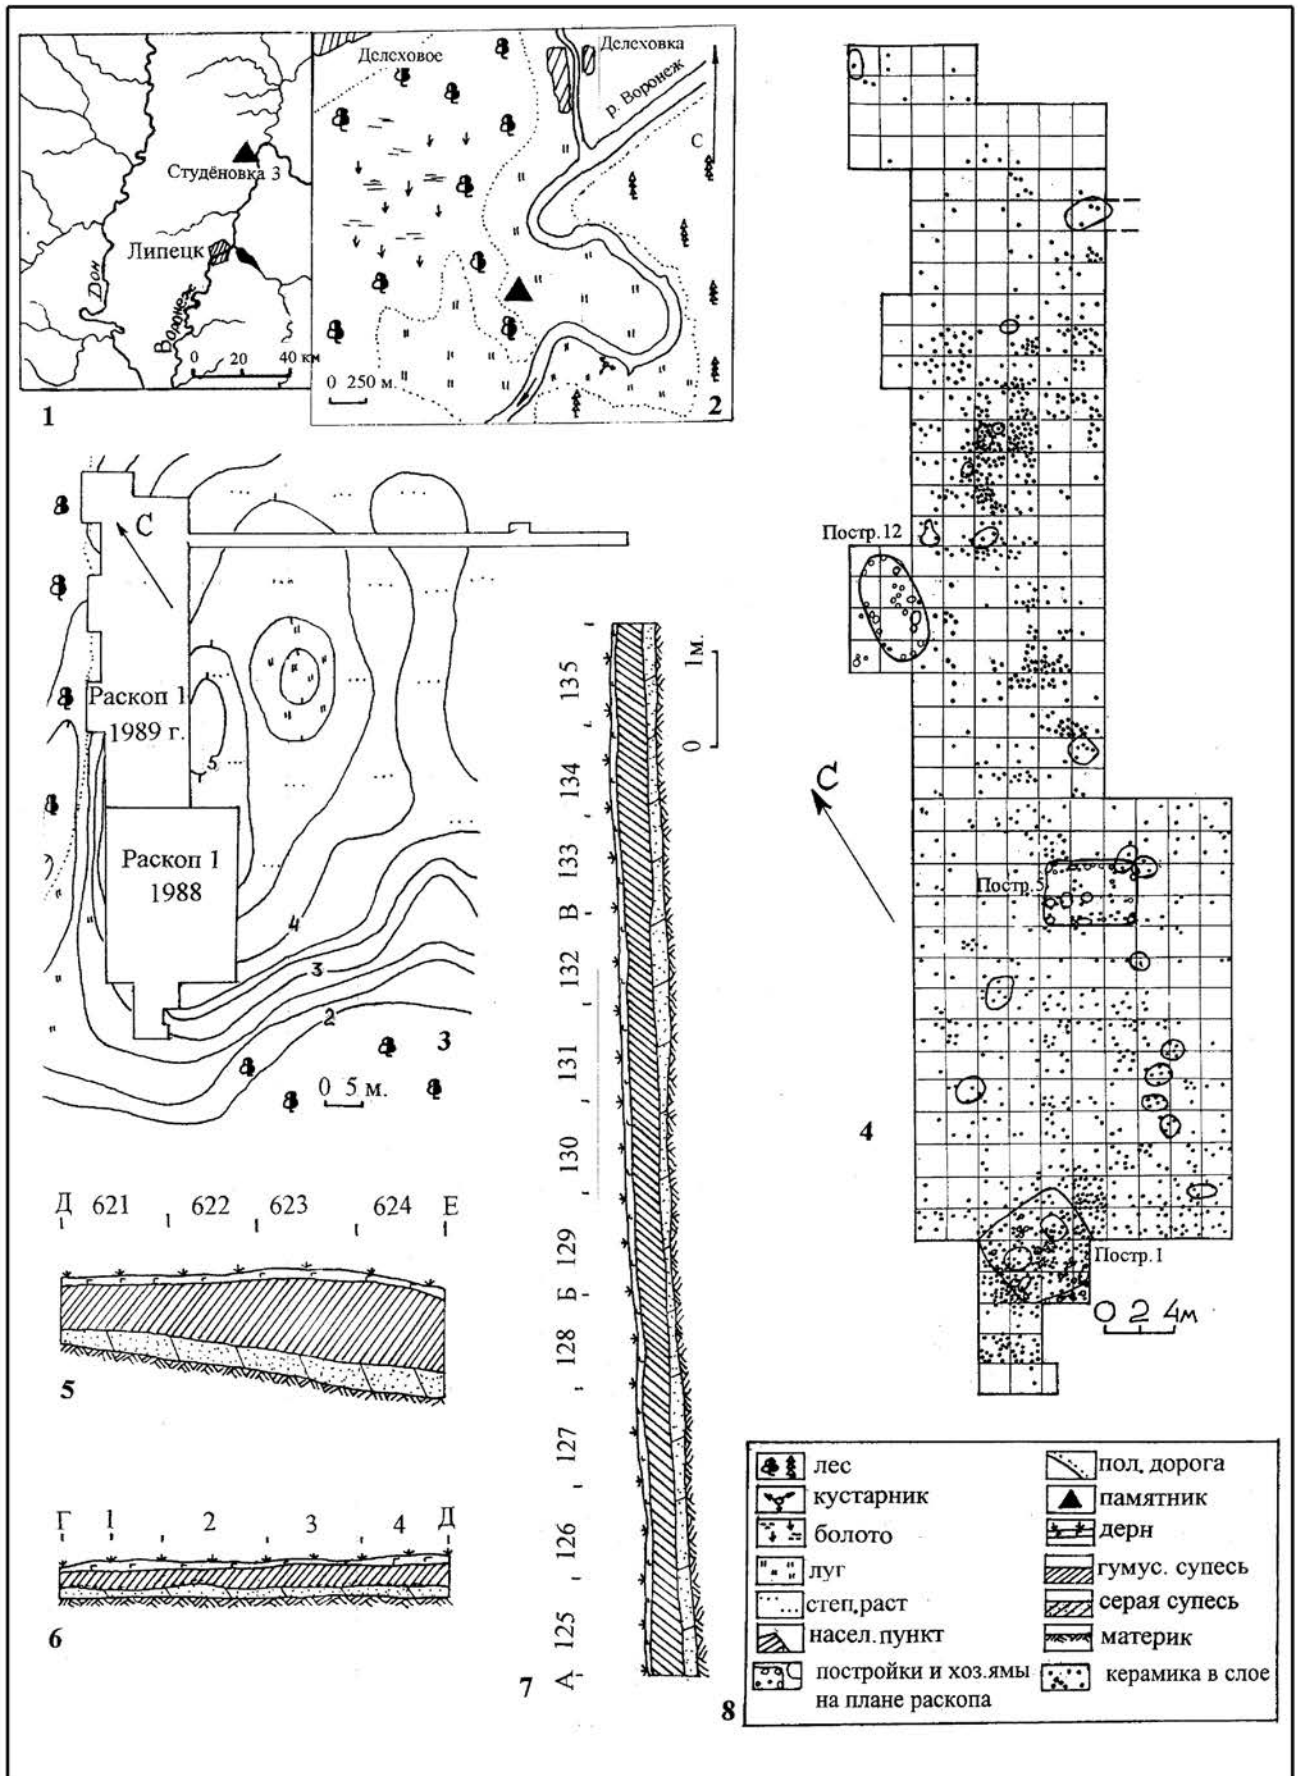 Студёновка 3
Липецк
Дон
Воронеж
0 20 40 км
1
Делеховое
Делеховка
р. Воронеж
С
0 250 м.
2
С
Раскоп 1
1989 г.
5
Раскоп 1
1988
4
3
2
3
0 5 м.
Постр. 12
С
Постр. 5
4
Постр. 1
0 2 4м
Д 621 622 623 624 Е
5
Г 1 2 3 4 Д
6
135
134
133
В
132
131
130
129
Б
128
127
126
125
А
0 1м.
7
8
лес
кустарник
болото
луг
степ.раст
насел.пункт
постройки и хоз.ямы
на плане раскопа
пол. дорога
памятник
дерн
гумус. супесь
серая супесь
материк
керамика в слое